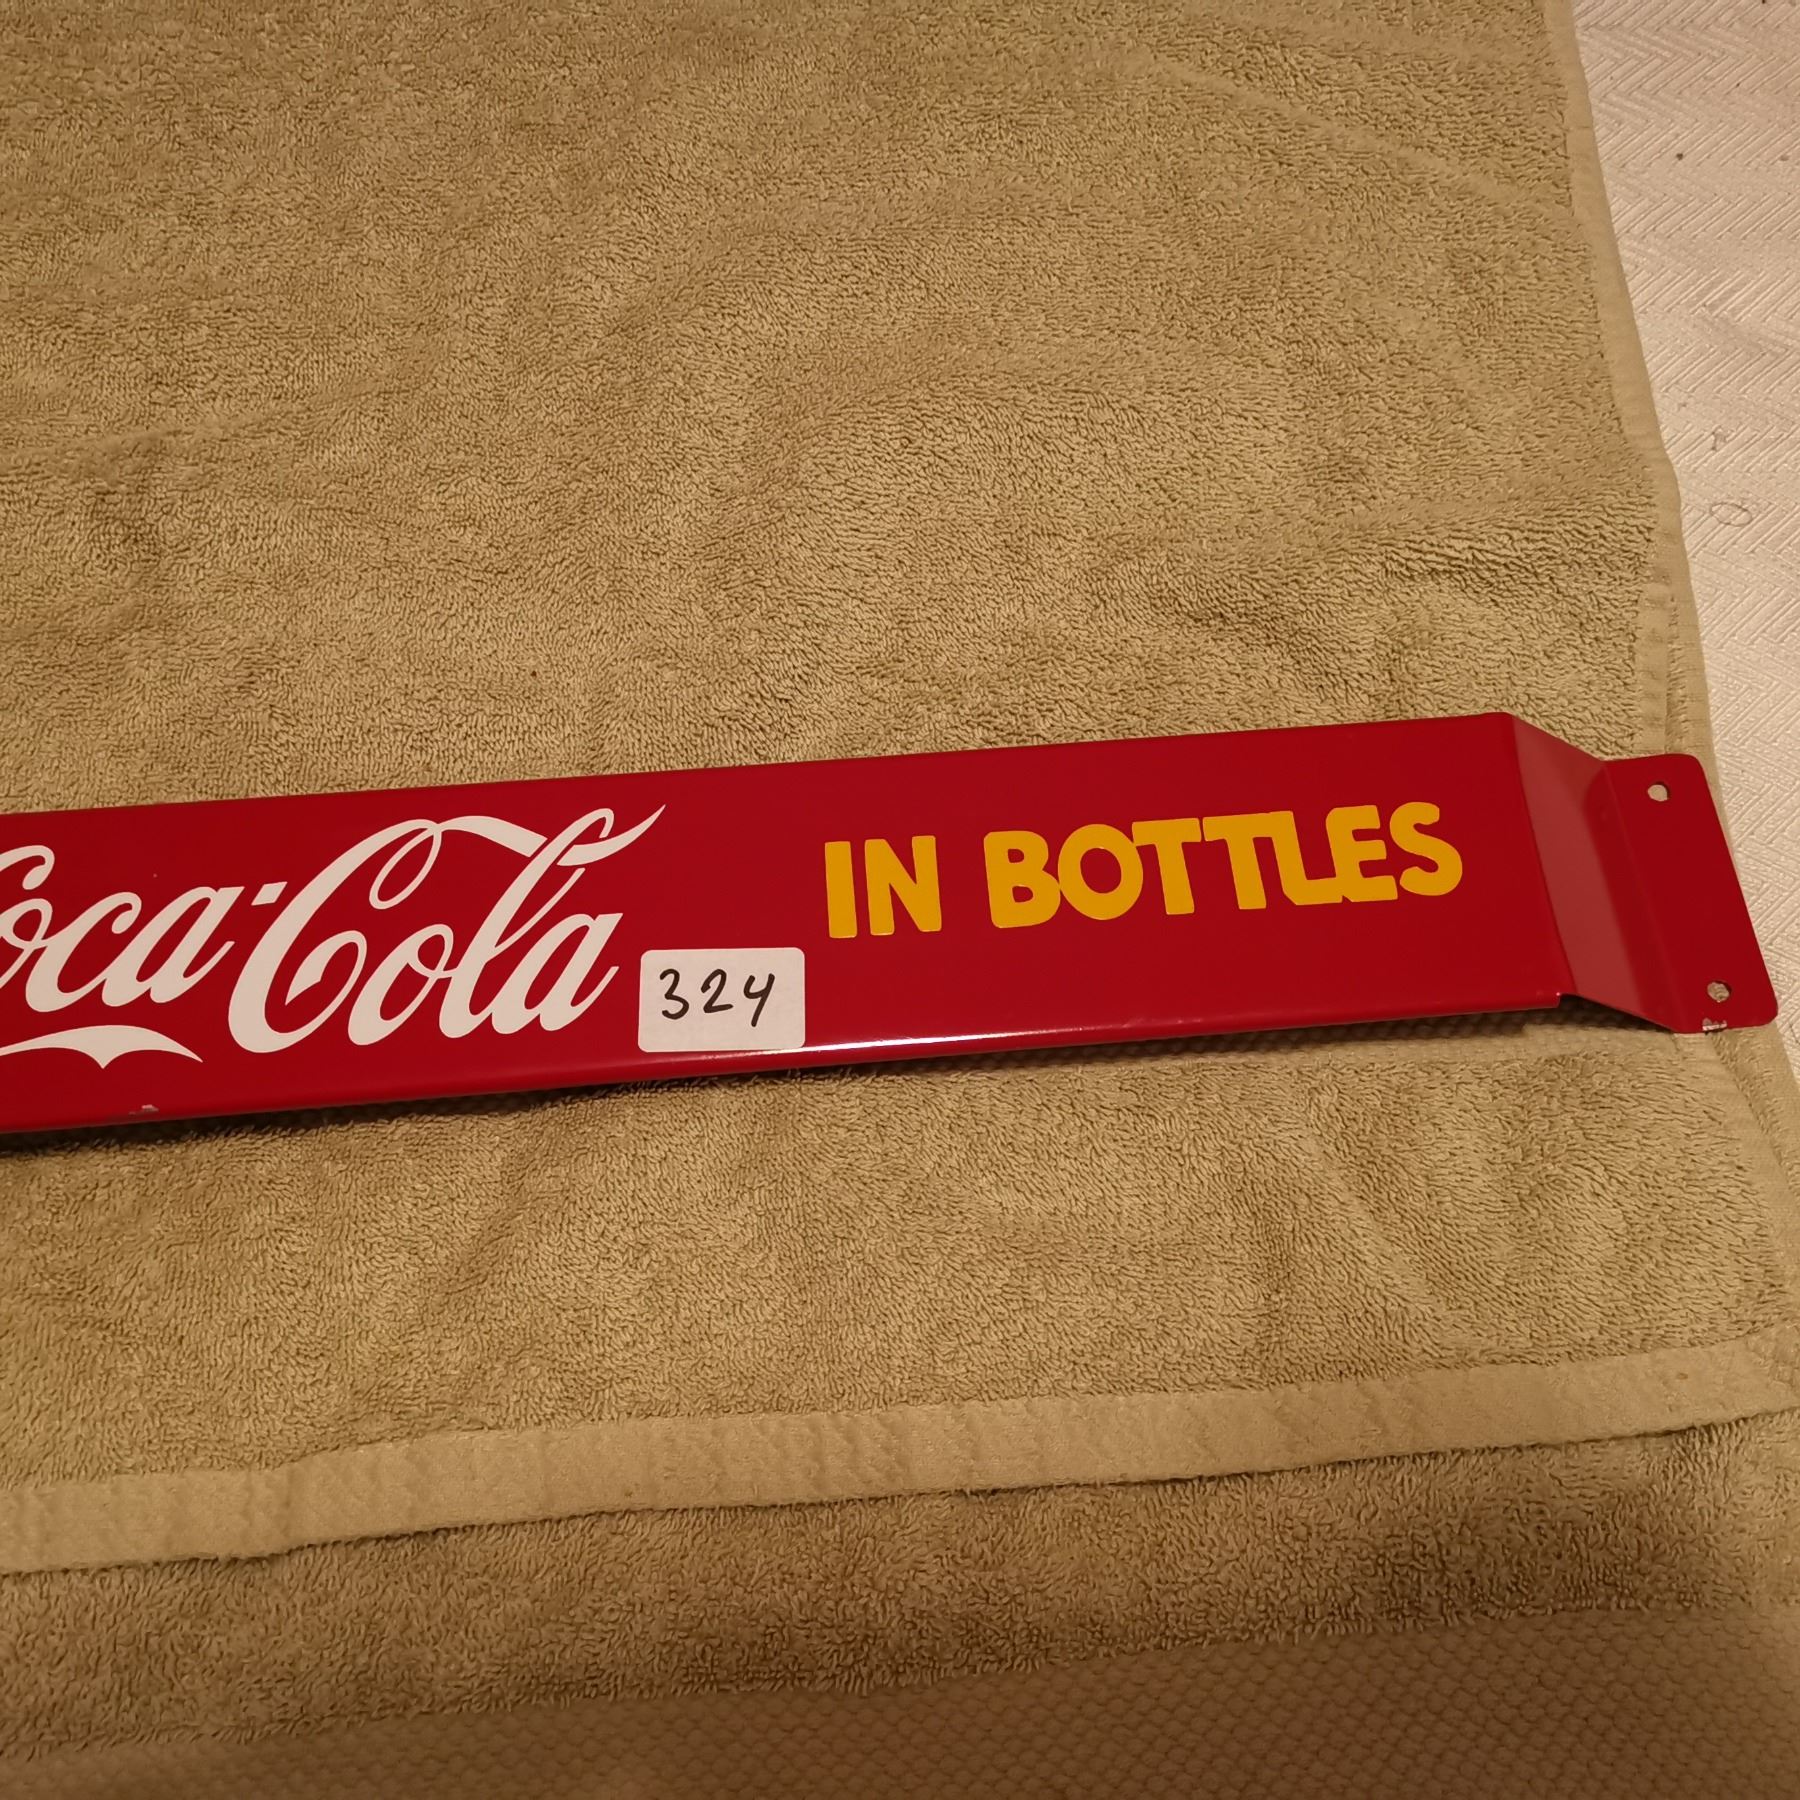 Coca-Cola
IN BOTTLES
324